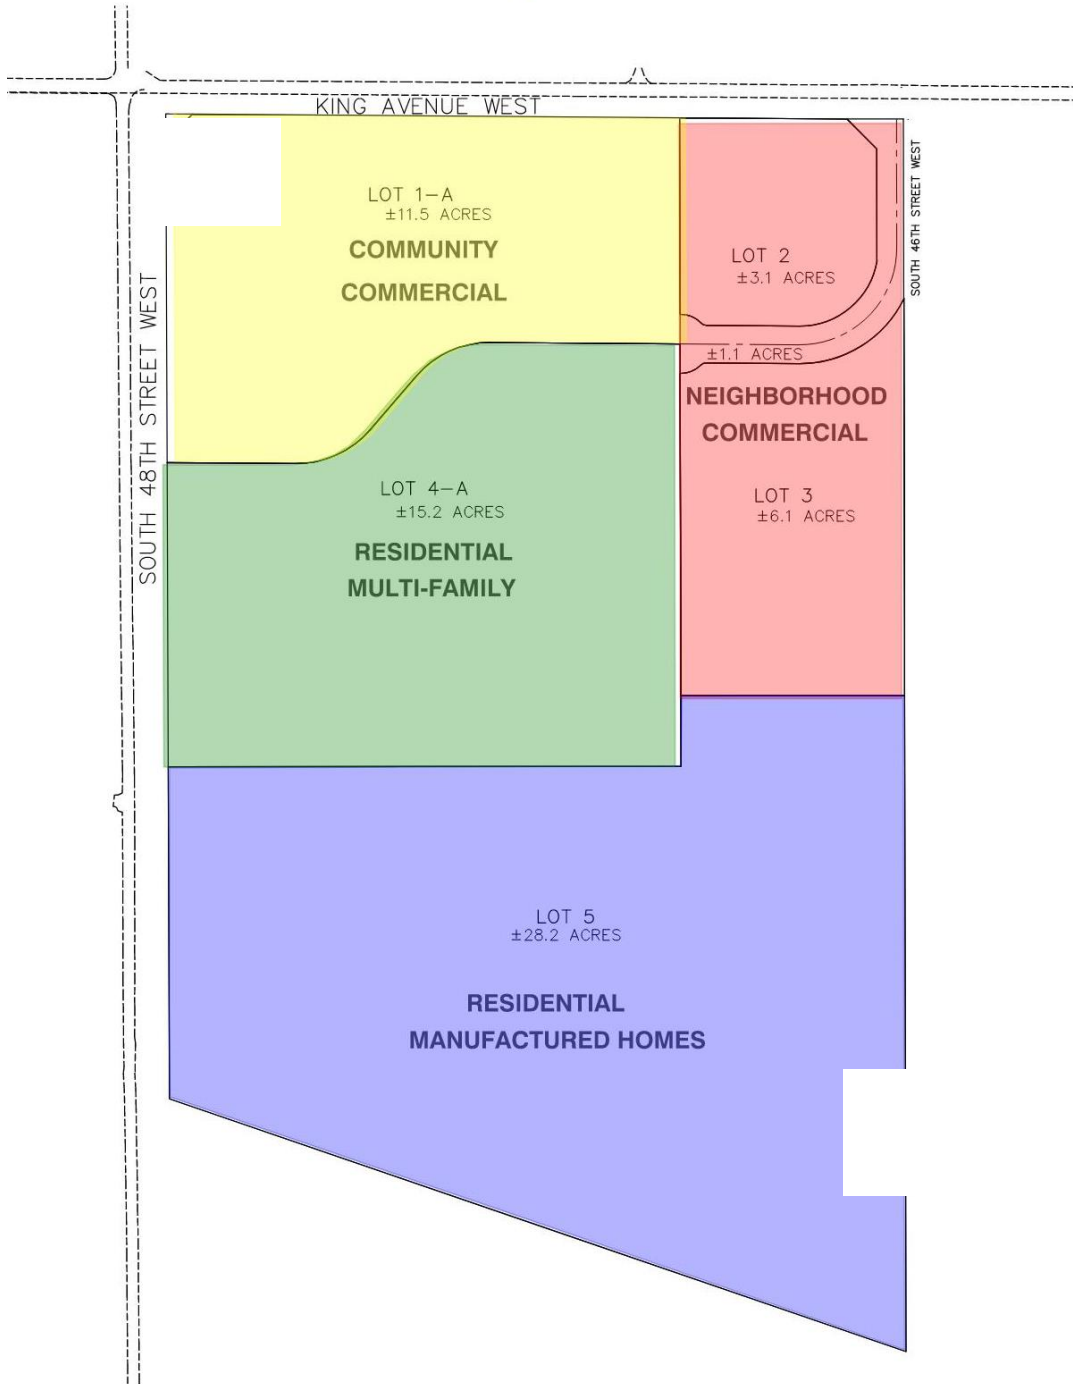 KING AVENUE WEST
LOT 1-A
±11.5 ACRES
COMMUNITY
COMMERCIAL
LOT 2
±3.1 ACRES
SOUTH 46TH STREET WEST
SOUTH 48TH STREET WEST
±1.1 ACRES
NEIGHBORHOOD
COMMERCIAL
LOT 3
±6.1 ACRES
LOT 4-A
±15.2 ACRES
RESIDENTIAL
MULTI-FAMILY
LOT 5
±28.2 ACRES
RESIDENTIAL
MANUFACTURED HOMES